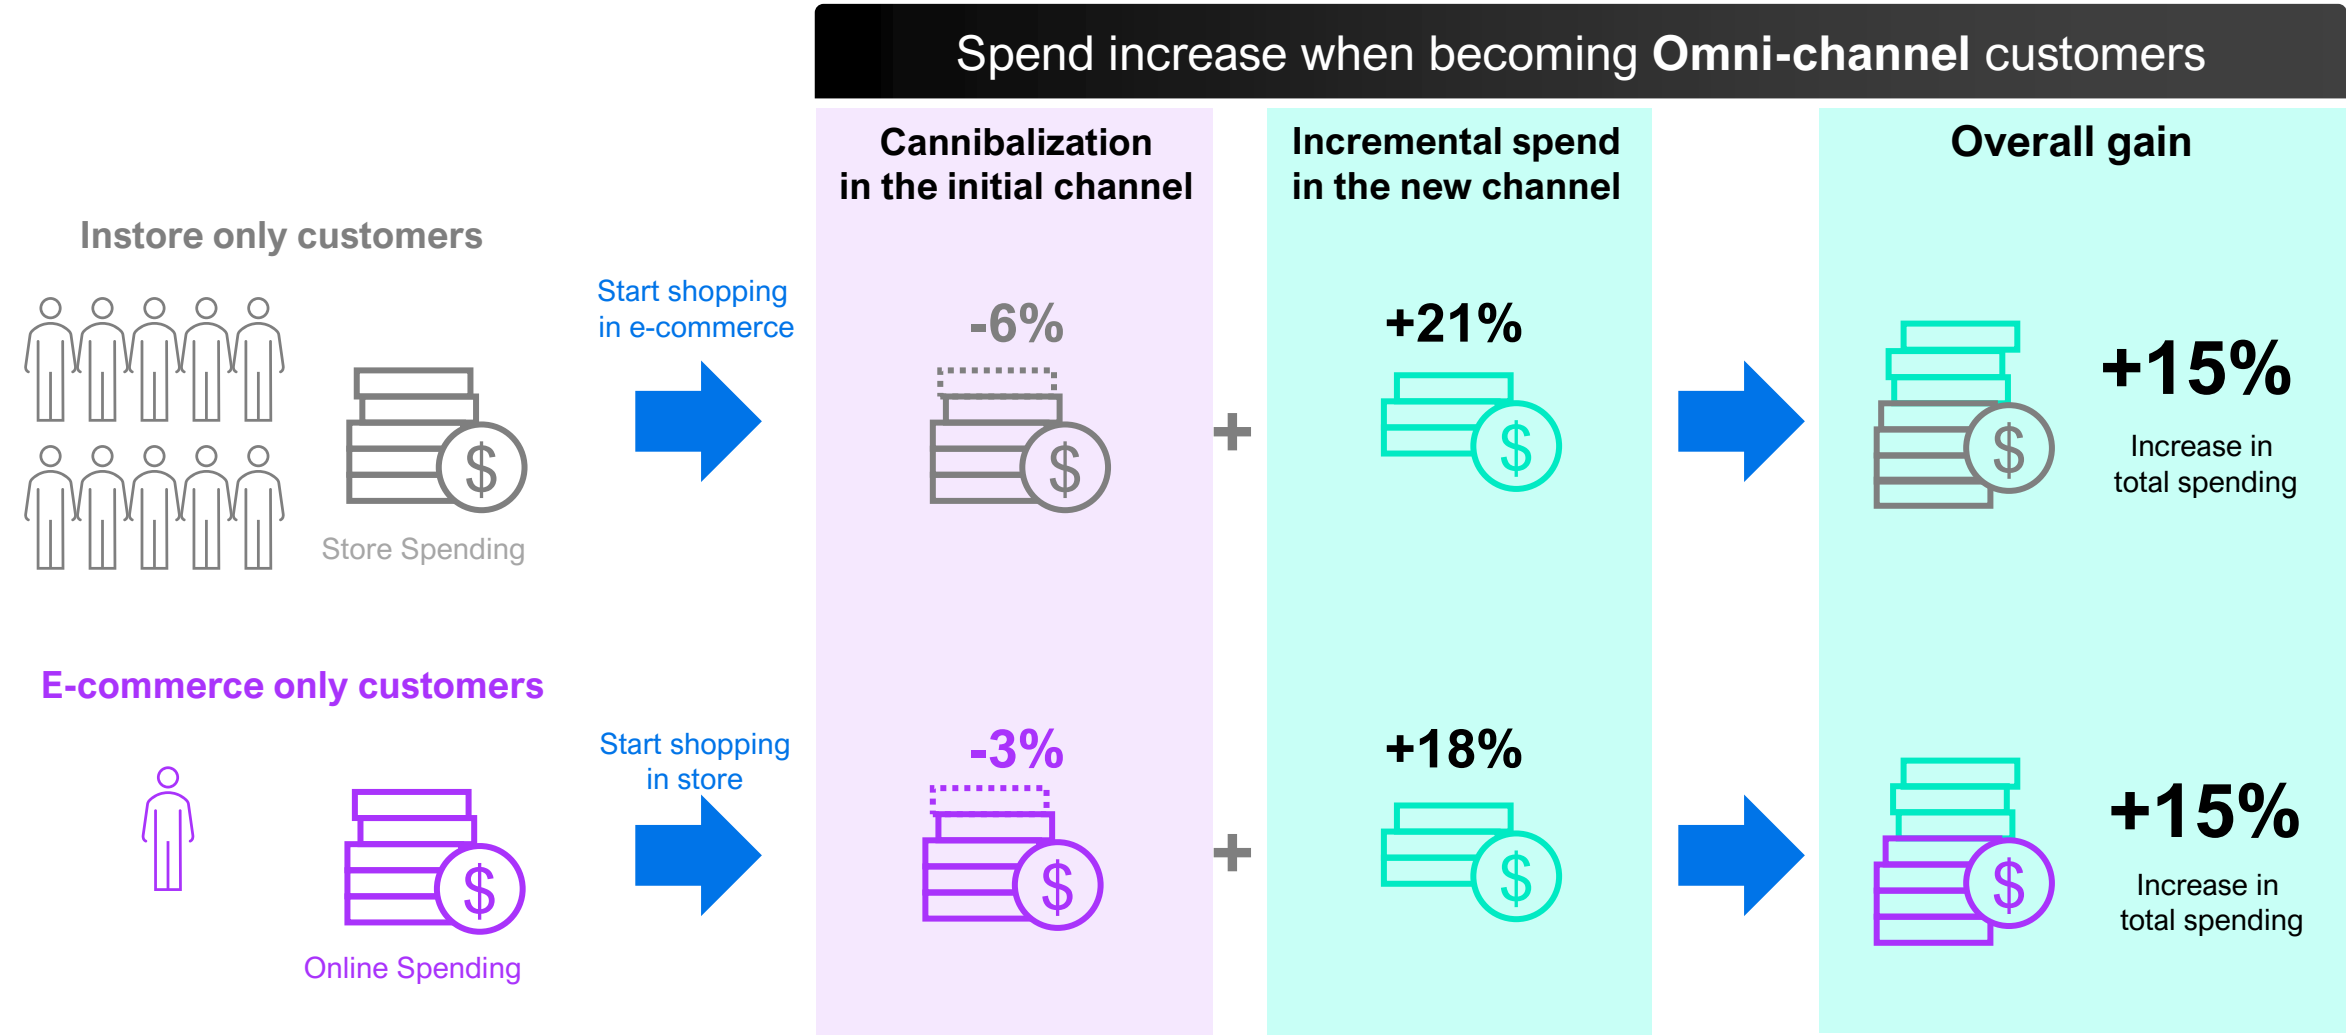 Spend increase when becoming Omni-channel customers
Cannibalization
in the initial channel
Incremental spend
in the new channel
Overall gain
Instore only customers
Start shopping
in e-commerce
-6%
+21%
+15%
$
$
$
$
+
Increase in
total spending
Store Spending
E-commerce only customers
Start shopping
in store
-3%
+18%
+15%
$
$
$
$
+
Increase in
total spending
Online Spending